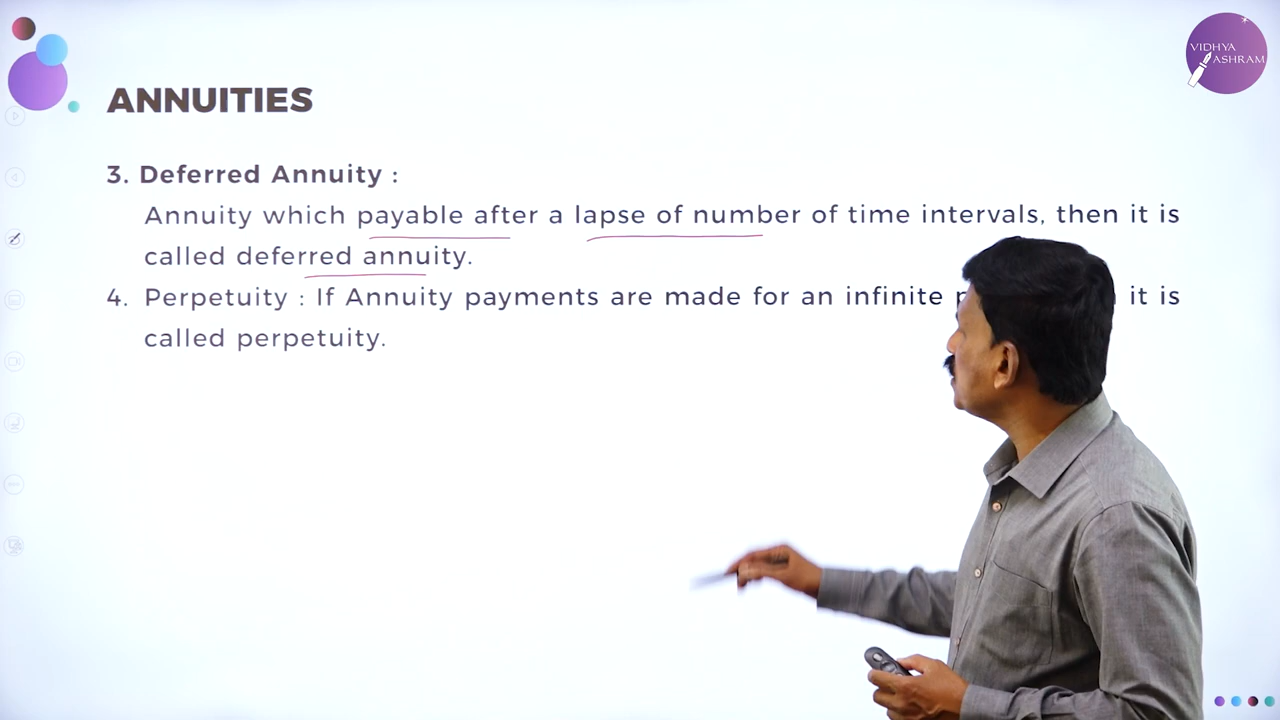 VIDHYA
ASHRAM
ANNUITIES
3. Deferred Annuity :
Annuity which payable after a lapse of number of time intervals, then it is
called deferred annuity.
4. Perpetuity : If Annuity payments are made for an infinite it is
called perpetuity.